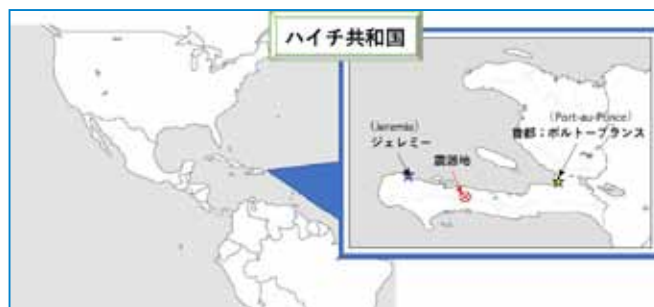 ハイチ共和国
(Port-au-Prince)
首都:ポルトープランス
(Jeremie)
ジェレミー
震源地